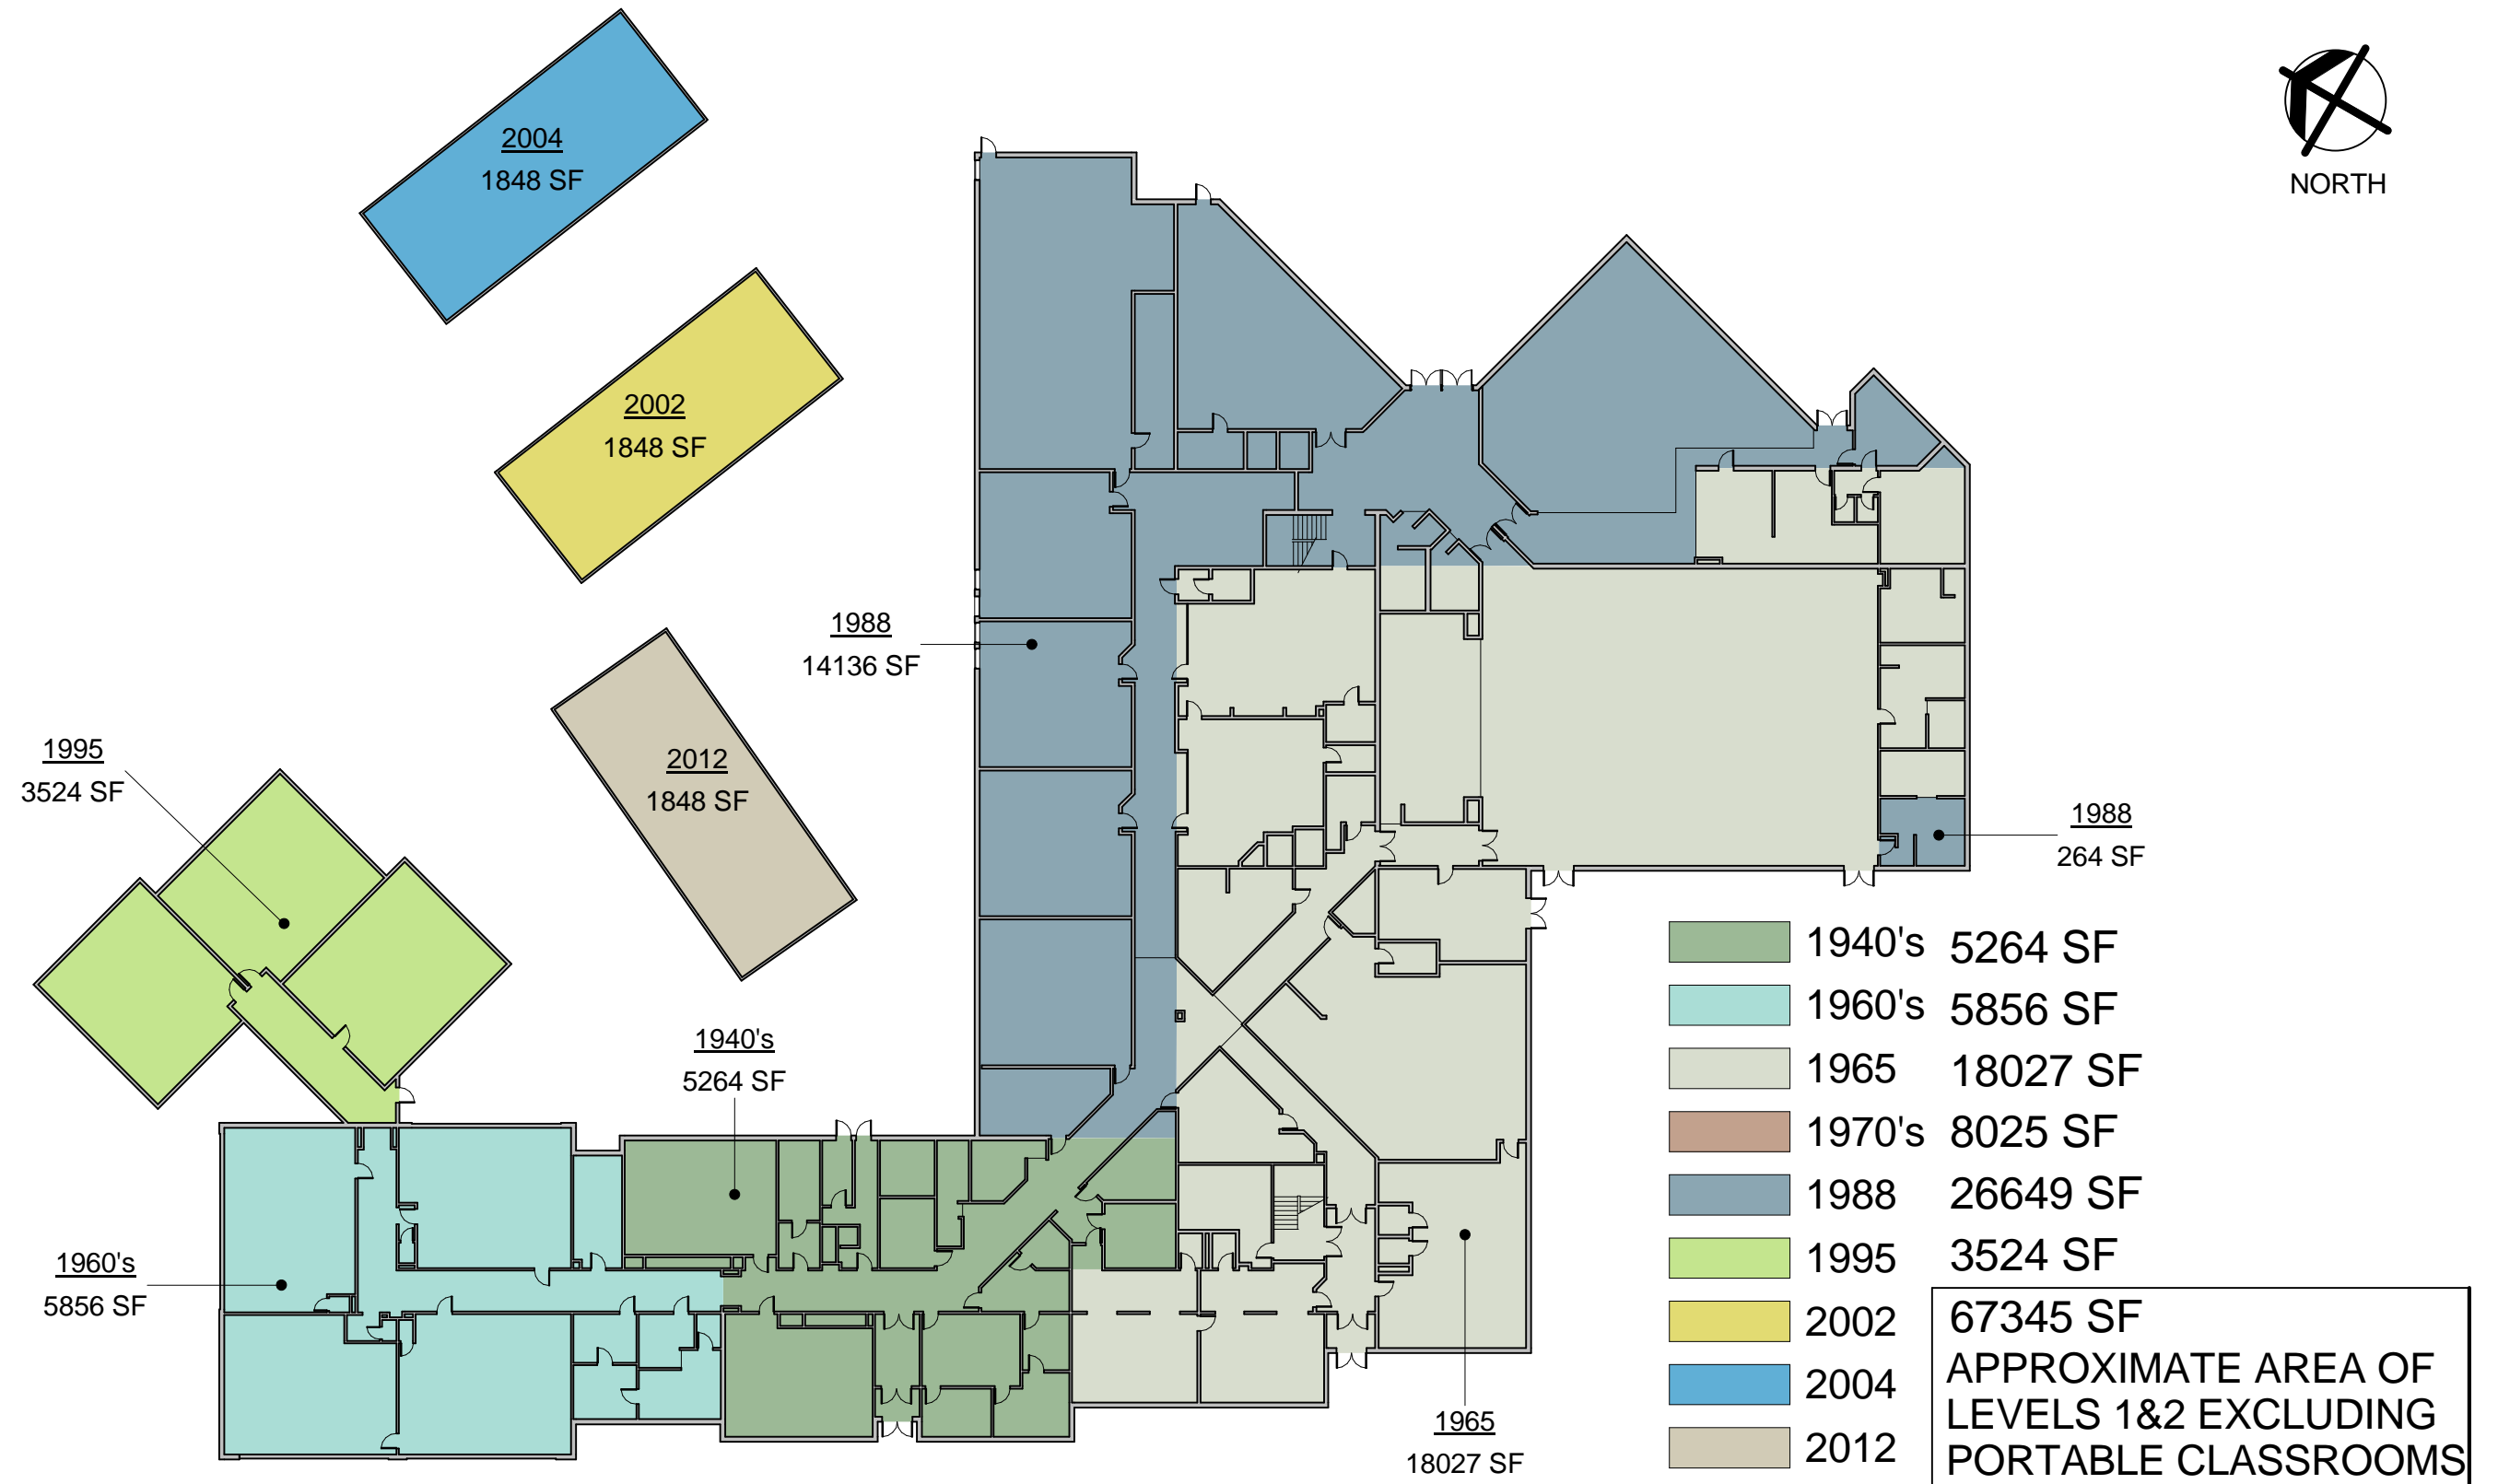 2004
1848 SF
NORTH
2002
1848 SF
1988
14136 SF
2012
1848 SF
1995
3524 SF
1988
264 SF
1940's
5264 SF
1960's
5856 SF
1965
18027 SF
1940's 5264 SF
1960's 5856 SF
1965 18027 SF
1970's 8025 SF
1988 26649 SF
1995 3524 SF
2002
2004
2012
67345 SF
APPROXIMATE AREA OF
LEVELS 1&2 EXCLUDING
PORTABLE CLASSROOMS